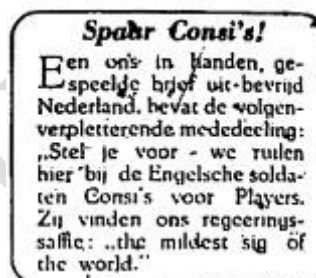 Spaar Consi's!
Een ons in handen, ge-
speelde brief uit bevrijd
Nederland, bevat de volgen-
verpletterende mededeeling:
„Stel je voor - we ruilen
hier bij de Engelsche solda-
ten Consi's voor Players.
Zij vinden ons regeerings-
saffie: „the mildest sig of
the world."